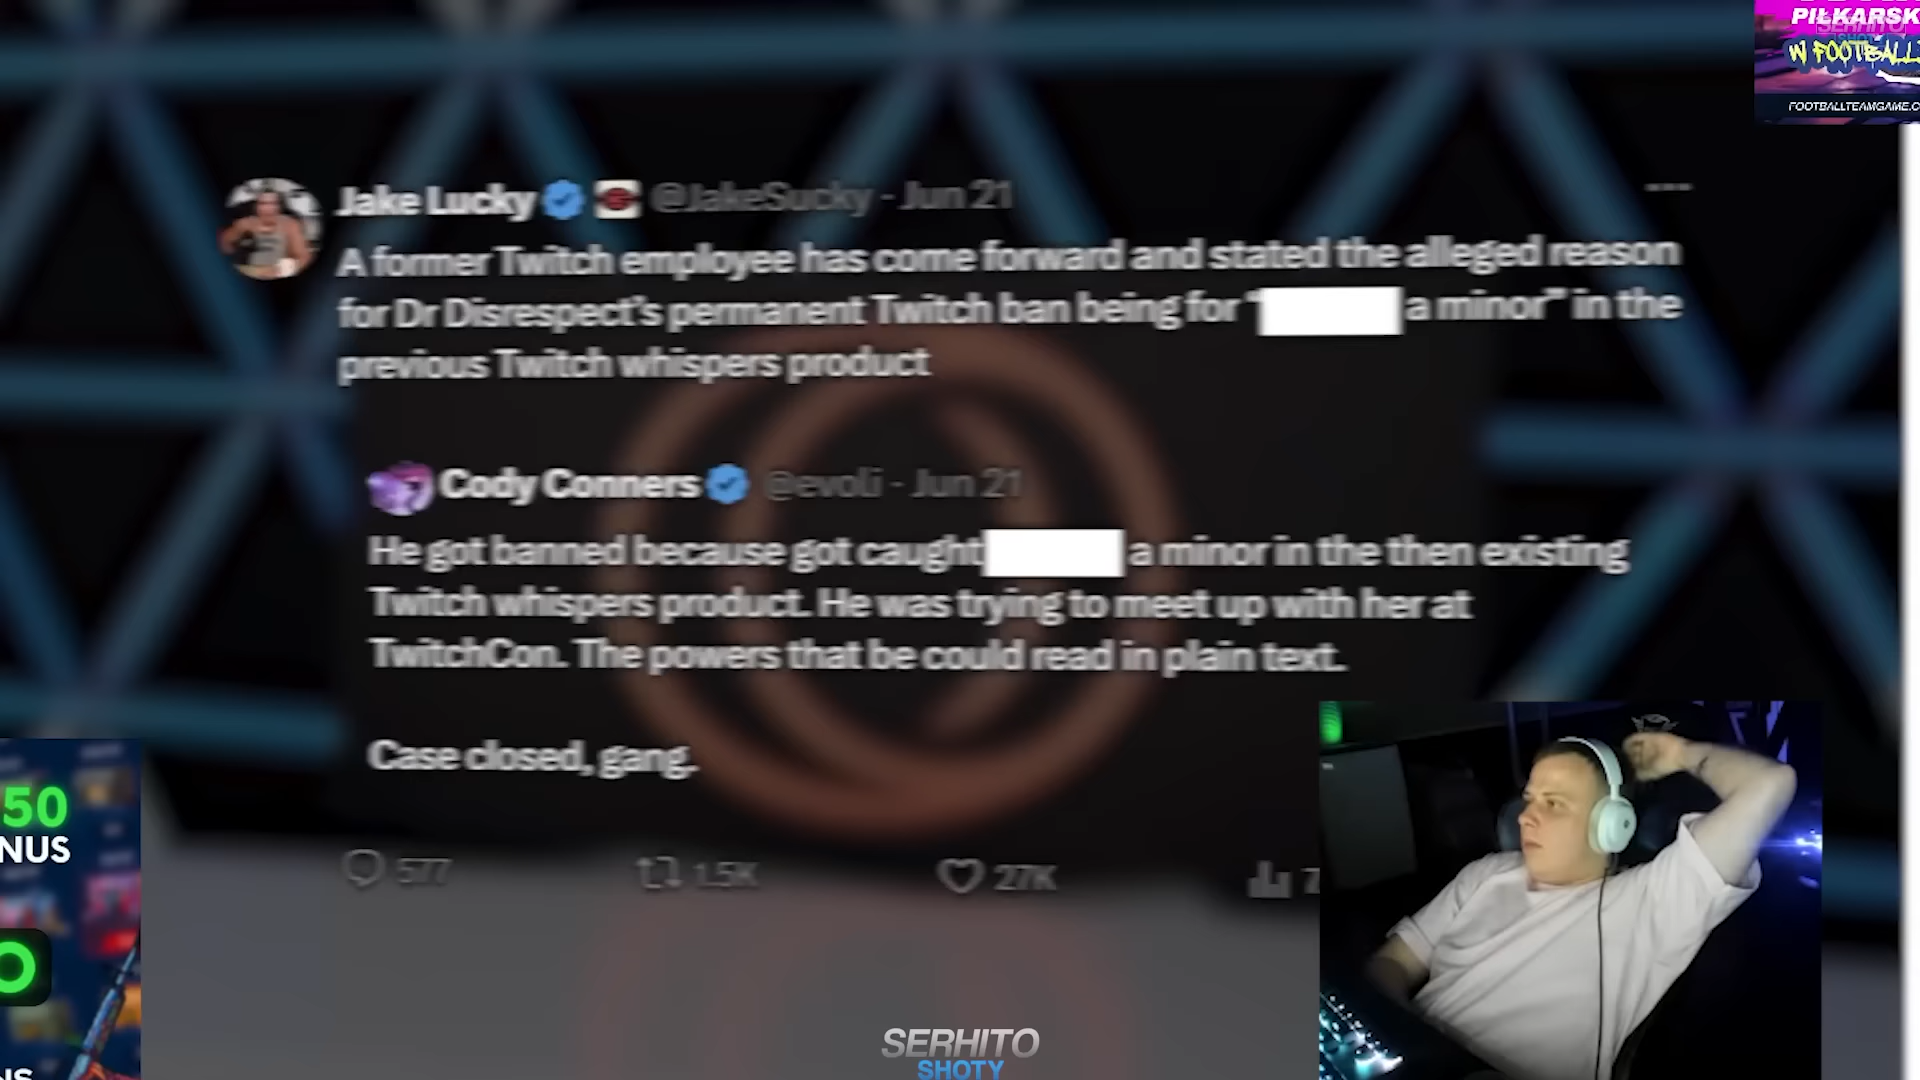 PIŁKARSK
SERHITO
W FOOTBALL
FOOTBALLTEAMGAME.C
Jake Lucky @JakeSucky - Jun 21
A former Twitch employee has come forward and stated the alleged reason
for Dr Disrespect's permanent Twitch ban being for " a minor" in the
previous Twitch whispers product
Cody Conners @evoli - Jun 21
He got banned because got caught a minor in the then existing
Twitch whispers product. He was trying to meet up with her at
TwitchCon. The powers that be could read in plain text.
Case closed, gang.
577 1.5K 27K 7
50
NUS
O
NS
SERHITO
SHOTY